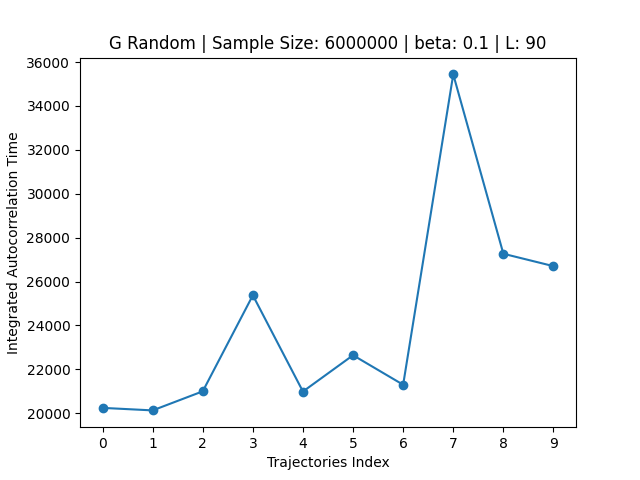 G Random | Sample Size: 6000000 | beta: 0.1 | L: 90
36000
34000
32000
30000
28000
26000
24000
22000
20000
Integrated Autocorrelation Time
0 1 2 3 4 5 6 7 8 9
Trajectories Index